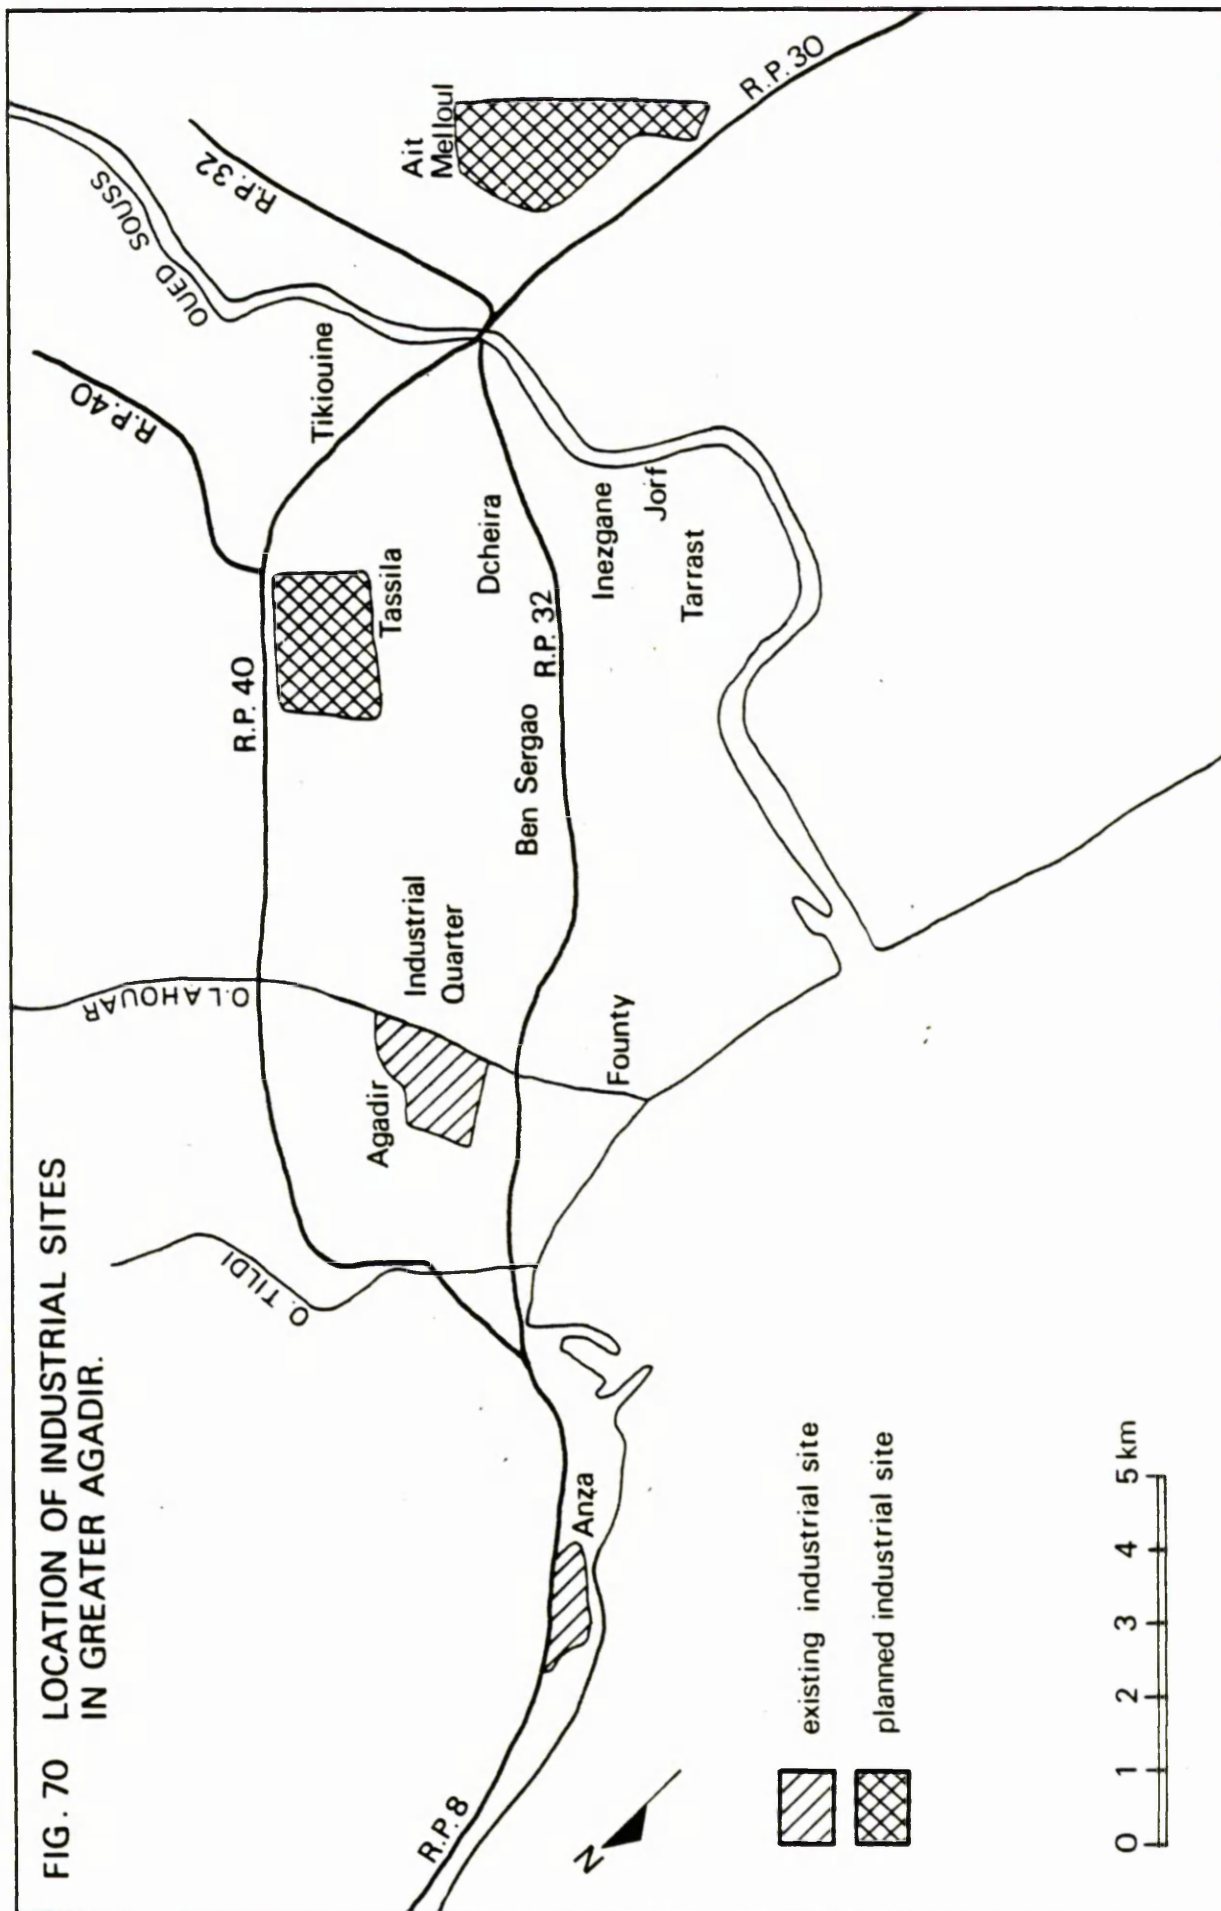 FIG. 70 LOCATION OF INDUSTRIAL SITES
IN GREATER AGADIR.
R.P. 8
Anza
O. TILDI
Agadir
O. LAHOUAR
Industrial
Quarter
Founty
R.P. 40
Tassila
Ben Sergao
R.P. 32
Dcheira
Inezgane
Jorf
Tarrast
Tikiouine
R.P. 40
OUED SOUSS
R.P. 32
Ait
Melloul
R.P. 30
N
existing industrial site
planned industrial site
0 1 2 3 4 5 km